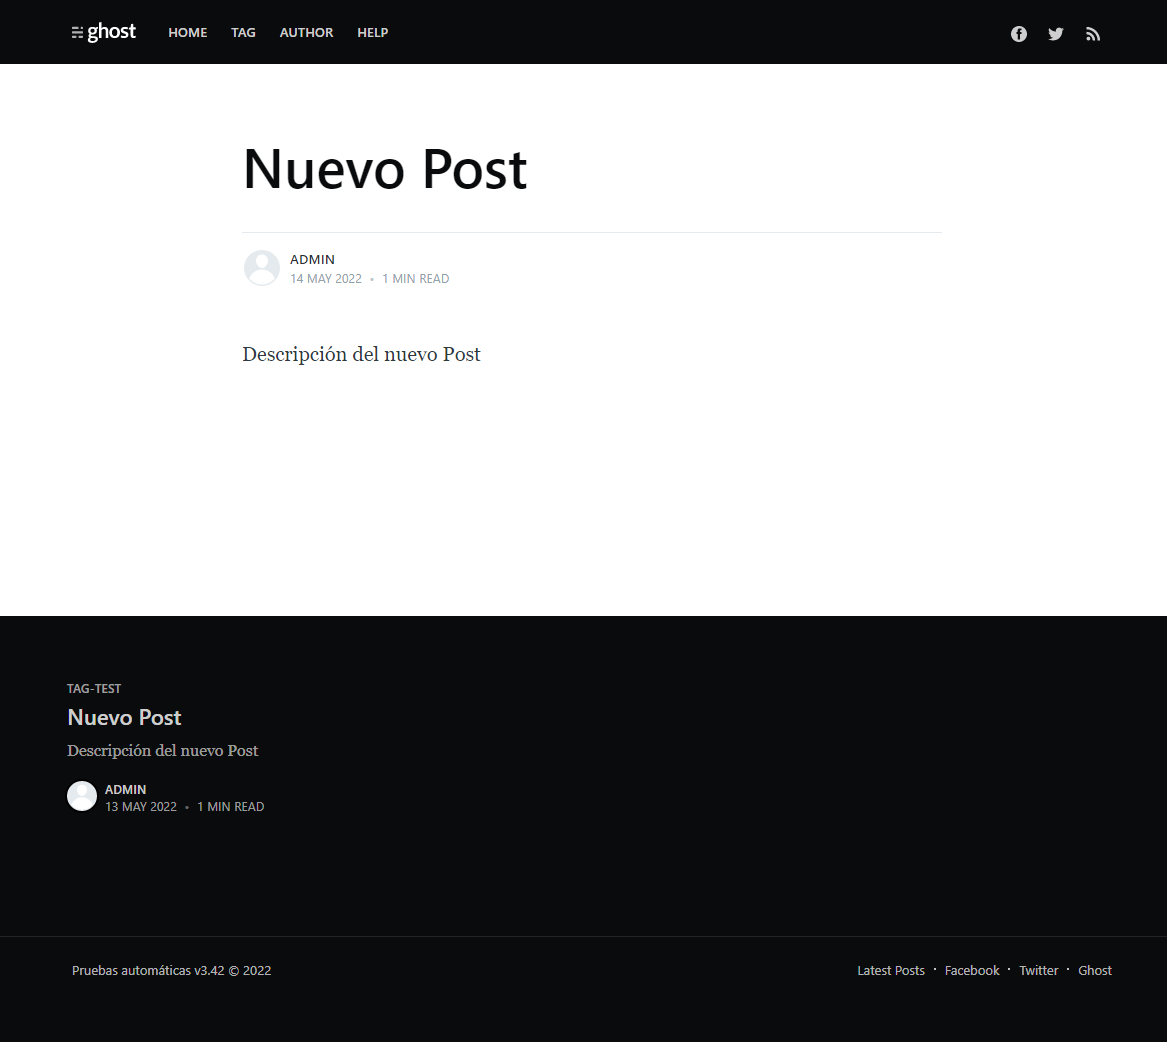 ghost HOME TAG AUTHOR HELP
Nuevo Post
ADMIN
14 MAY 2022 • 1 MIN READ
Descripción del nuevo Post
TAG-TEST
Nuevo Post
Descripción del nuevo Post
ADMIN
13 MAY 2022 • 1 MIN READ
Pruebas automáticas v3.42 © 2022
Latest Posts · Facebook · Twitter · Ghost